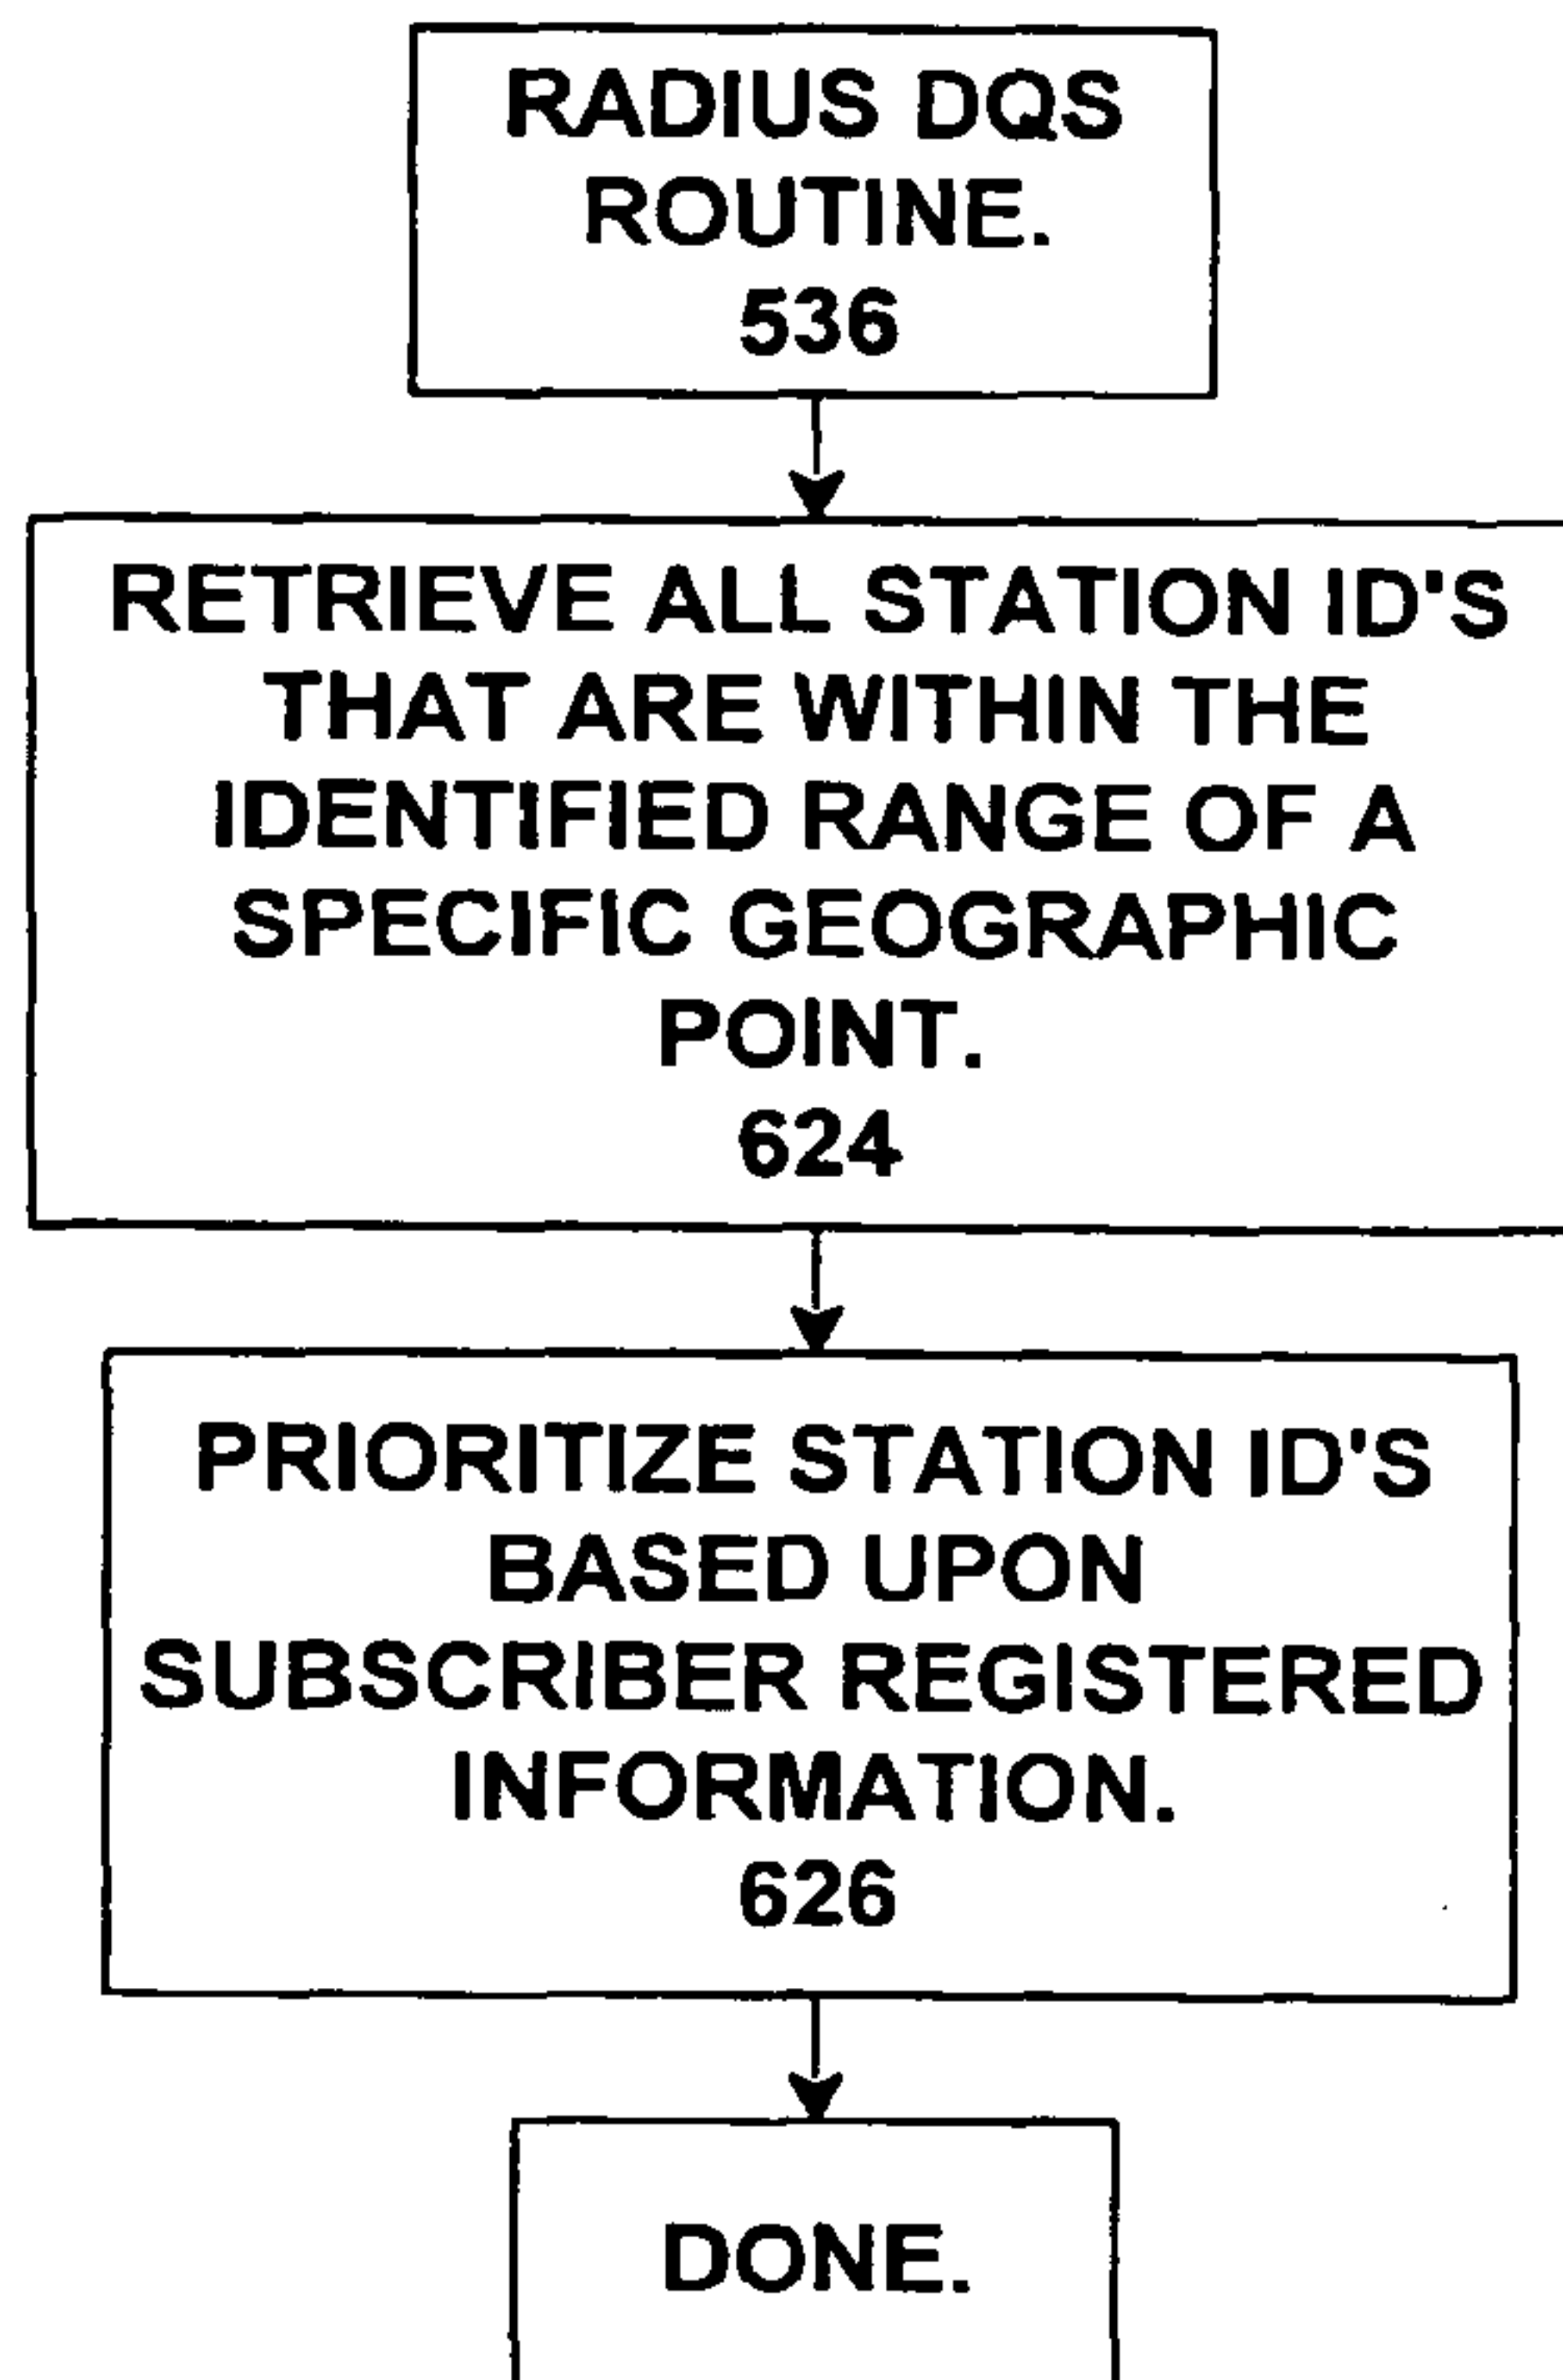 RADIUS DQS
ROUTINE.
536
RETRIEVE ALL STATION ID'S
THAT ARE WITHIN THE
IDENTIFIED RANGE OF A
SPECIFIC GEOGRAPHIC
POINT.
624
PRIORITIZE STATION ID'S
BASED UPON
SUBSCRIBER REGISTERED
INFORMATION.
626
DONE.